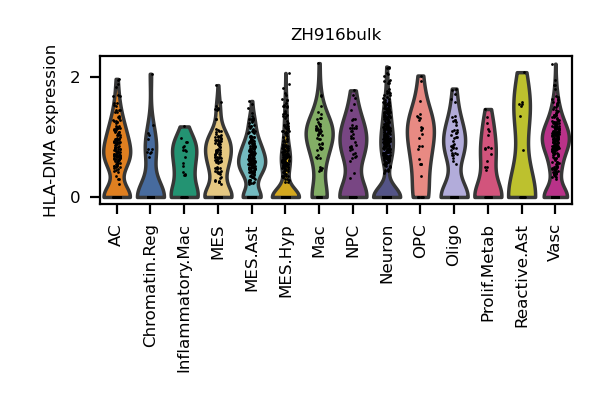 ZH916bulk
HLA-DMA expression
2
0
AC
Chromatin.Reg
Inflammatory.Mac
MES
MES.Ast
MES.Hyp
Mac
NPC
Neuron
OPC
Oligo
Prolif.Metab
Reactive.Ast
Vasc